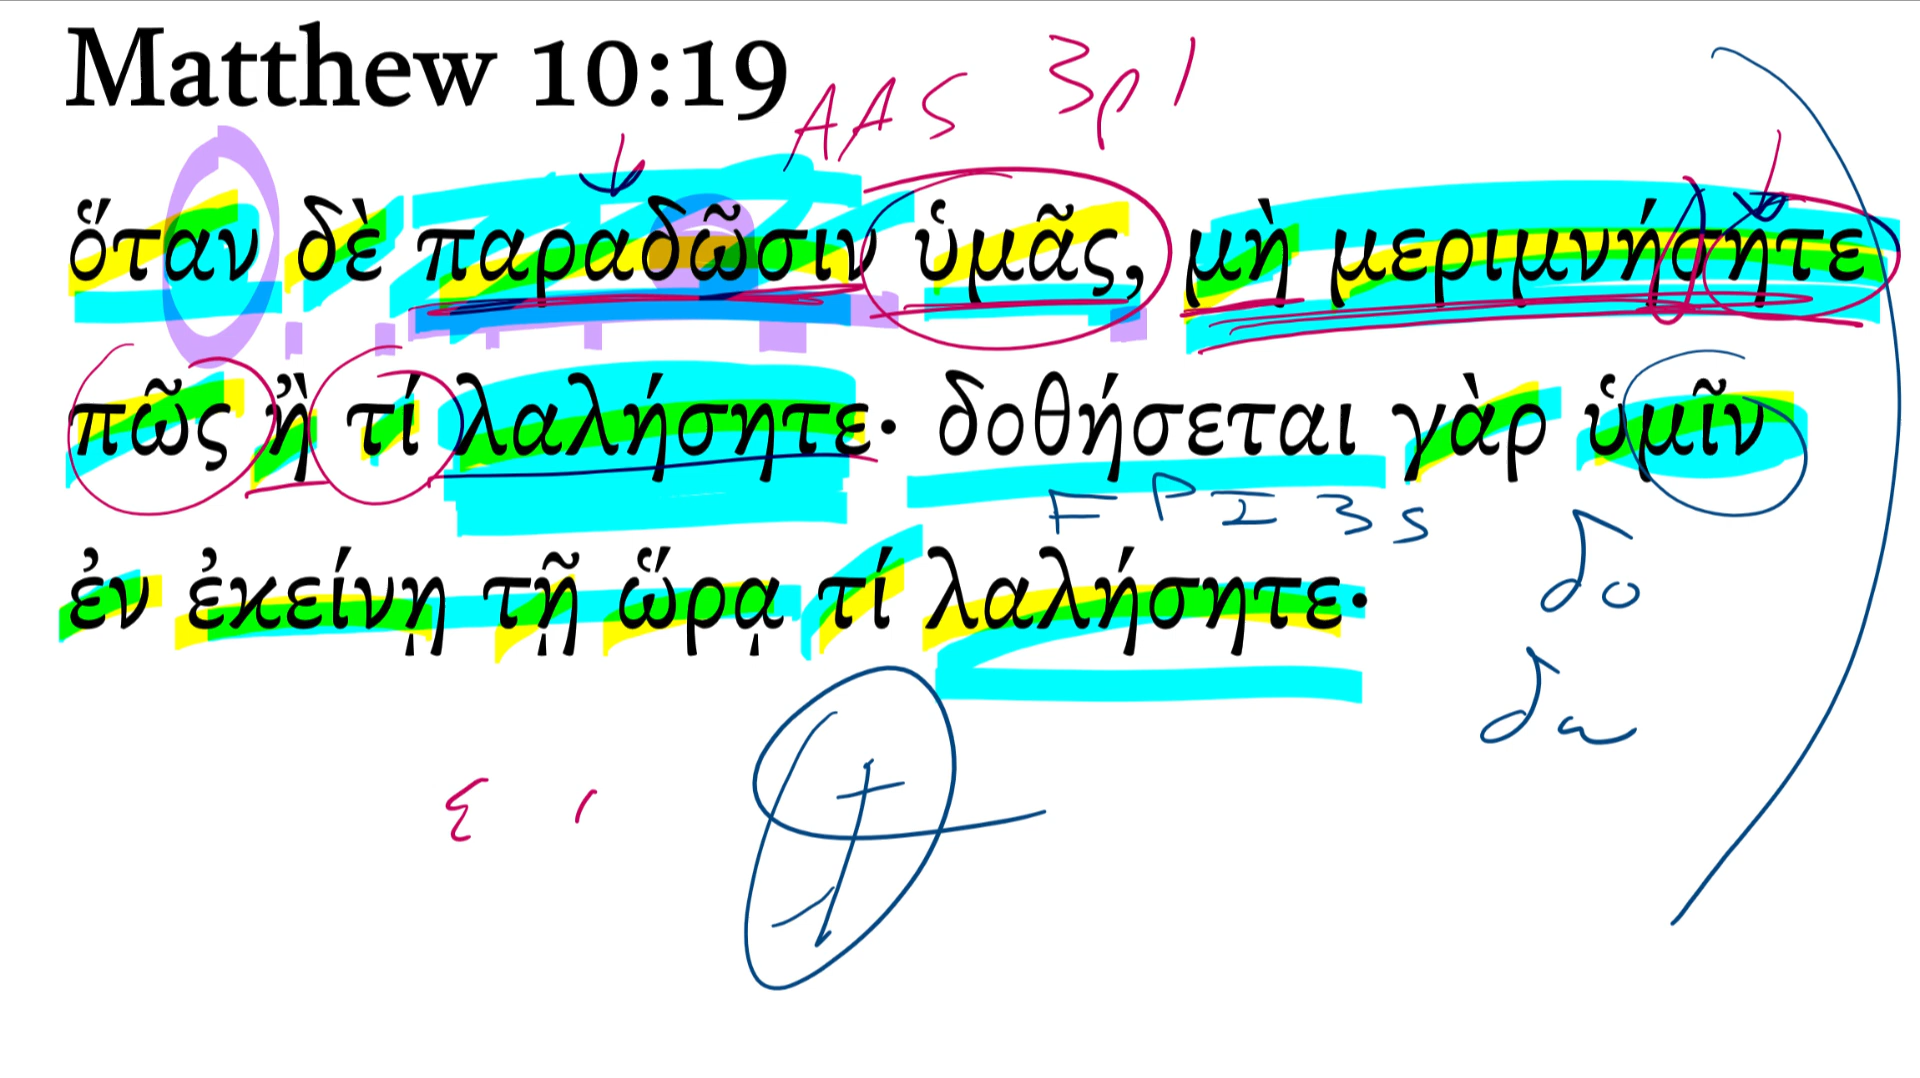 Matthew 10:19
AAS 3pl
ὅταν δὲ παραδῶσιν ὑμᾶς, μὴ μεριμνήσητε
πῶς ἢ τί λαλήσητε· δοθήσεται γὰρ ὑμῖν
FPI 3S
δο
ἐν ἐκείνῃ τῇ ὥρᾳ τί λαλήσητε·
δω